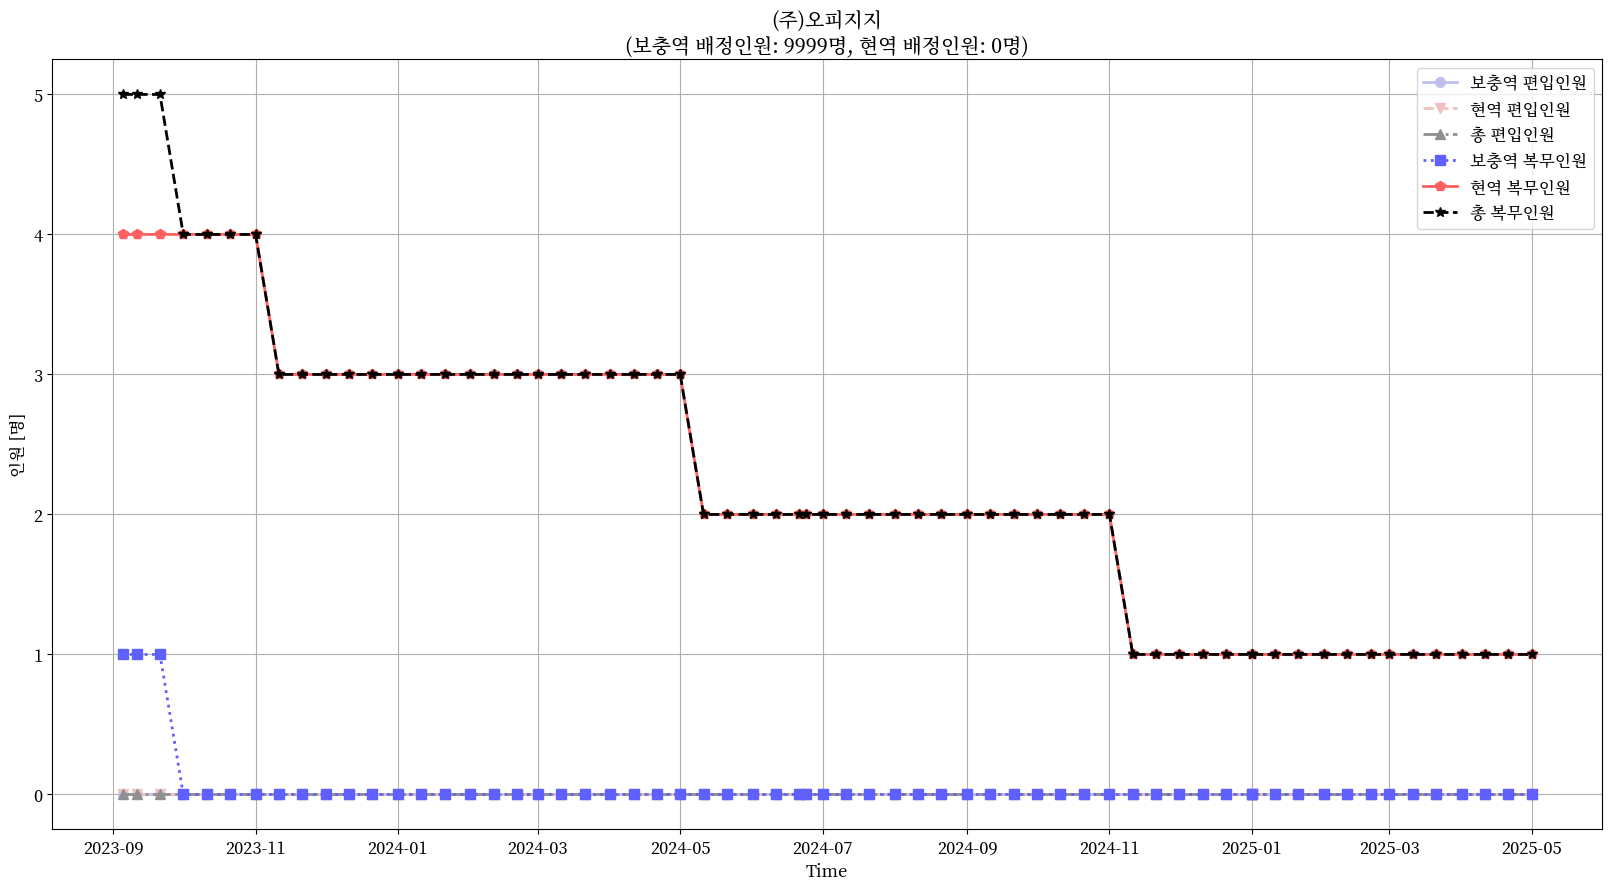 (주)오피지지
(보충역 배정인원: 9999명, 현역 배정인원: 0명)
보충역 편입인원
현역 편입인원
총 편입인원
보충역 복무인원
현역 복무인원
총 복무인원
인원 [명]
5
4
3
2
1
0
2023-09
2023-11
2024-01
2024-03
2024-05
2024-07
2024-09
2024-11
2025-01
2025-03
2025-05
Time